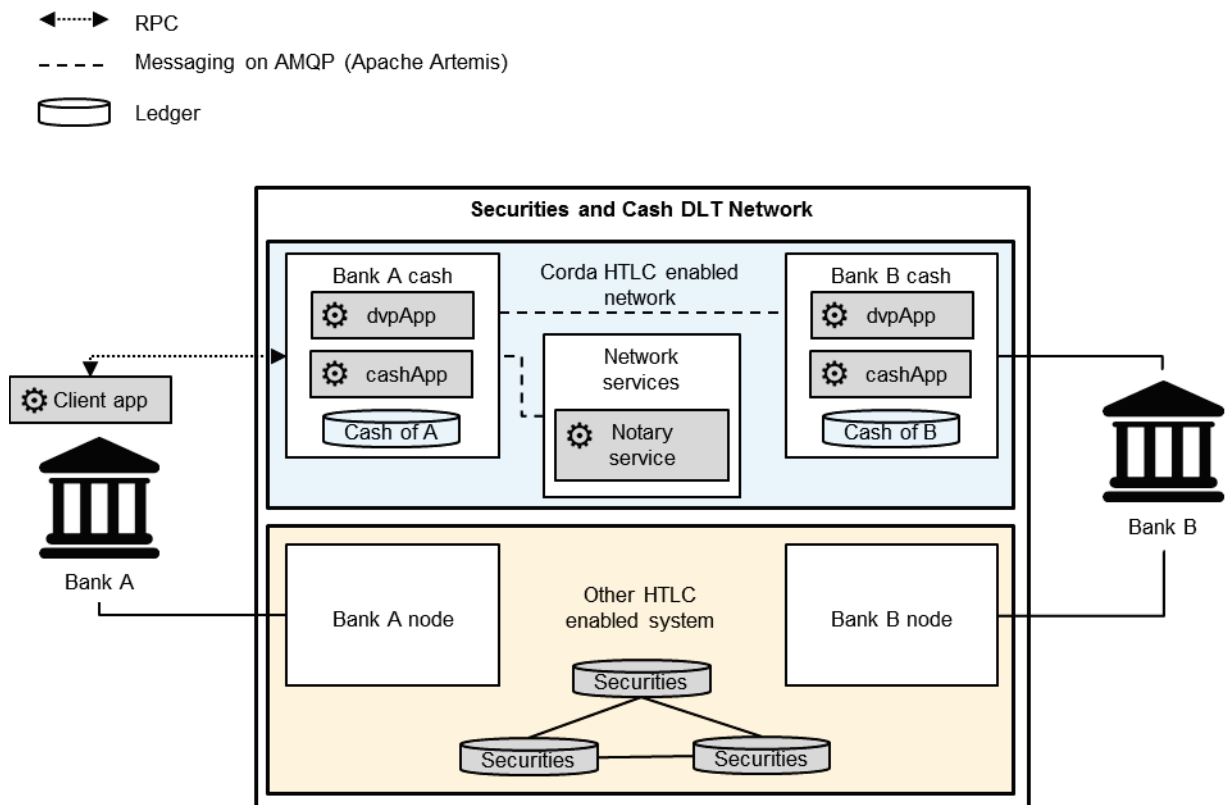 RPC
Messaging on AMQP (Apache Artemis)
Ledger
Securities and Cash DLT Network
Bank A cash
dvpApp
cashApp
Cash of A
Corda HTLC enabled
network
Network
services
Notary
service
Bank B cash
dvpApp
cashApp
Cash of B
Client app
Bank A
Bank B
Bank A node
Other HTLC
enabled system
Bank B node
Securities
Securities
Securities